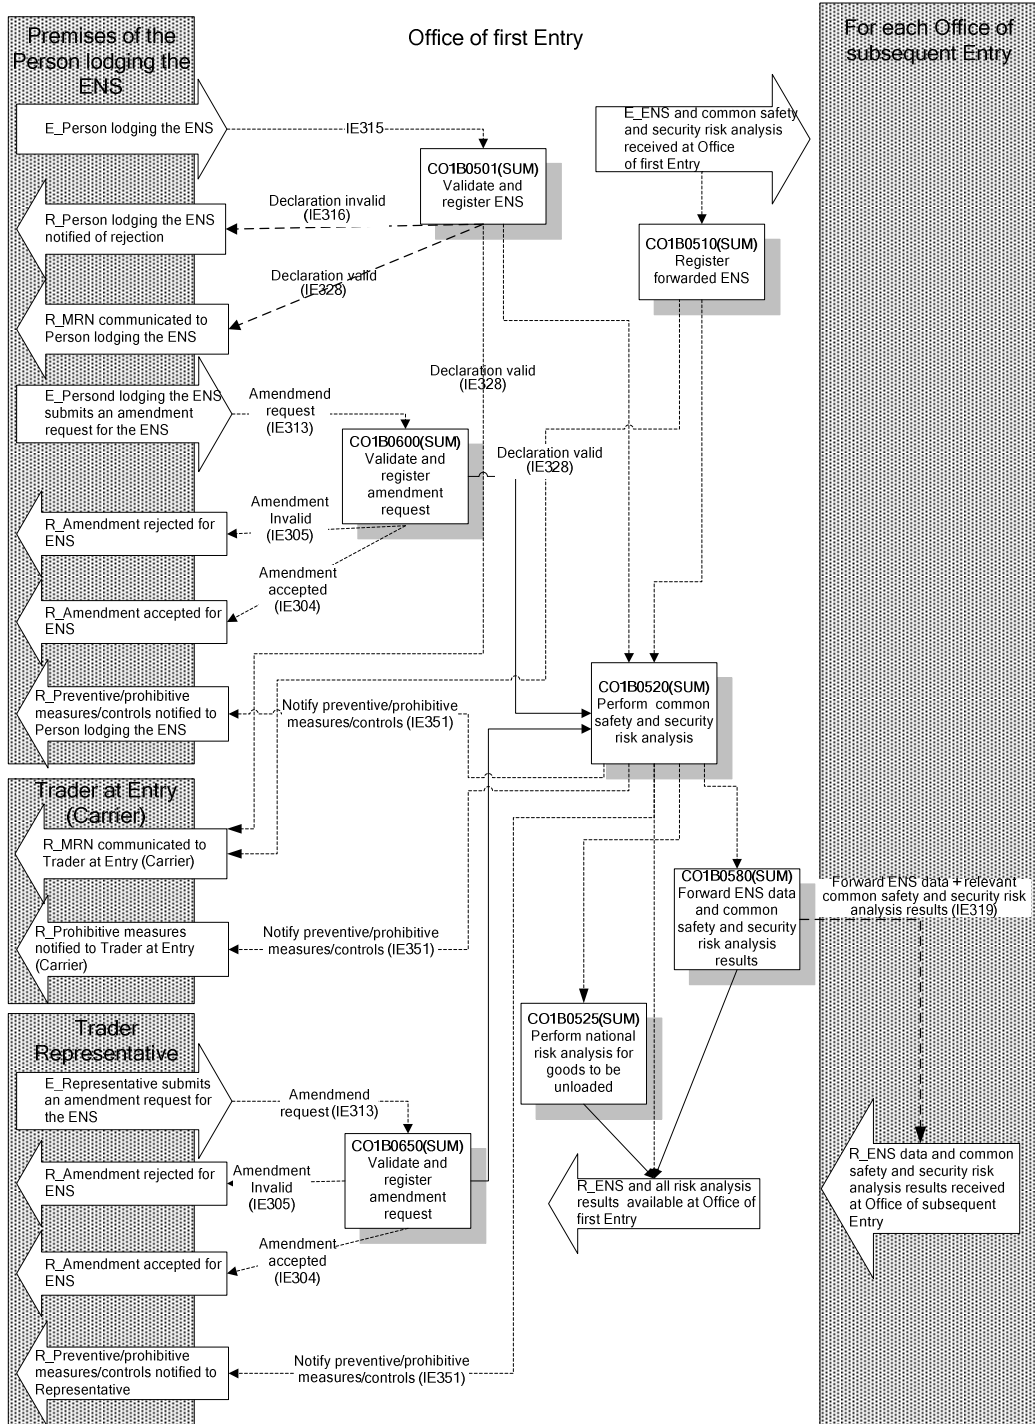 Premises of the
Person lodging the
ENS
Office of first Entry
For each Office of
subsequent Entry
E_Person lodging the ENS
IE315
E_ENS and common safety
and security risk analysis
received at Office
of first Entry
CO1B0501(SUM)
Validate and
register ENS
Declaration invalid
(IE316)
R_Person lodging the ENS
notified of rejection
CO1B0510(SUM)
Register
forwarded ENS
Declaration valid
(IE328)
R_MRN communicated to
Person lodging the ENS
Declaration valid
(IE328)
E_Persond lodging the ENS
submits an amendment
request for the ENS
Amendmend
request
(IE313)
CO1B0600(SUM)
Validate and
register
amendment
request
Declaration valid
(IE328)
Amendment
Invalid
(IE305)
R_Amendment rejected for
ENS
Amendment
accepted
(IE304)
R_Amendment accepted for
ENS
R_Preventive/prohibitive
measures/controls notified to
Person lodging the ENS
Notify preventive/prohibitive
measures/controls (IE351)
CO1B0520(SUM)
Perform common
safety and security
risk analysis
Trader at Entry
(Carrier)
R_MRN communicated to
Trader at Entry (Carrier)
CO1B0580(SUM)
Forward ENS data
and common
safety and security
risk analysis
results
Forward ENS data + relevant
common safety and security risk
analysis results (IE319)
R_Prohibitive measures
notified to Trader at Entry
(Carrier)
Notify preventive/prohibitive
measures/controls (IE351)
CO1B0525(SUM)
Perform national
risk analysis for
goods to be
unloaded
Trader
Representative
E_Representative submits
an amendment request for
the ENS
Amendmend
request (IE313)
CO1B0650(SUM)
Validate and
register
amendment
request
R_Amendment rejected for
ENS
Amendment
Invalid
(IE305)
R_ENS and all risk analysis
results available at Office of
first Entry
R_ENS data and common
safety and security risk
analysis results received
at Office of subsequent
Entry
Amendment
accepted
(IE304)
R_Amendment accepted for
ENS
R_Preventive/prohibitive
measures/controls notified to
Representative
Notify preventive/prohibitive
measures/controls (IE351)